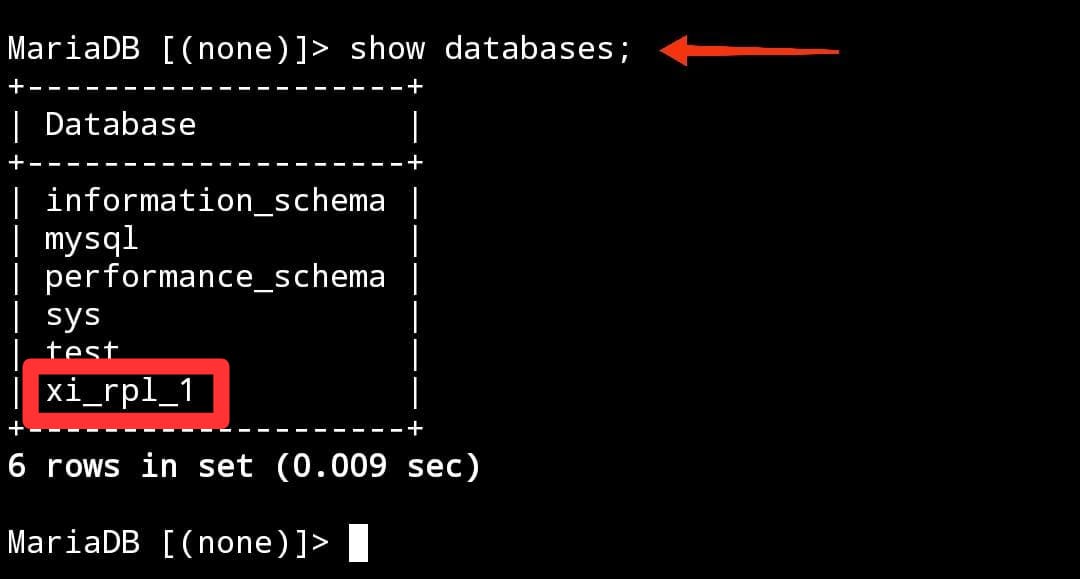 MariaDB [(none)]> show databases;
+--------------------+
| Database           |
+--------------------+
| information_schema |
| mysql              |
| performance_schema |
| sys                |
| test               |
| xi_rpl_1           |
+--------------------+
6 rows in set (0.009 sec)
MariaDB [(none)]>